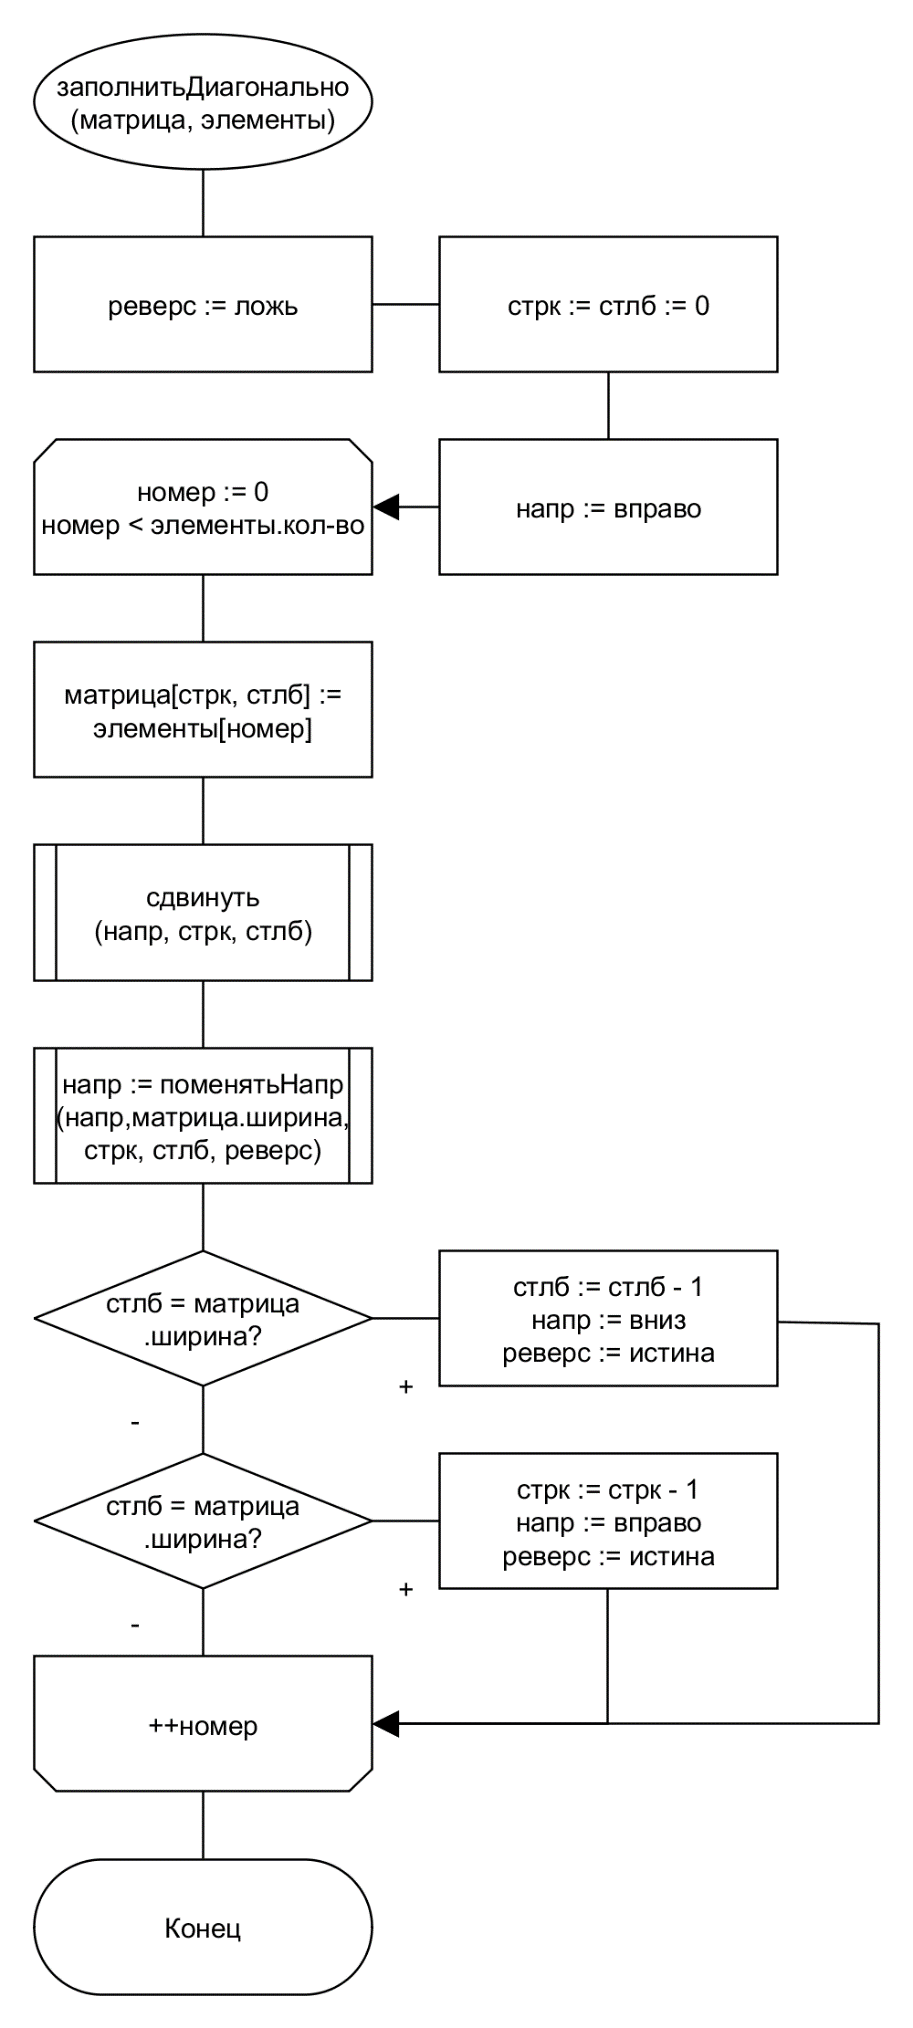 заполнитьДиагонально
(матрица, элементы)
реверс := ложь
стрк := стлб := 0
напр := вправо
номер := 0
номер < элементы.кол-во
матрица[стрк, стлб] :=
элементы[номер]
сдвинуть
(напр, стрк, стлб)
напр := поменятьНапр
(напр,матрица.ширина,
стрк, стлб, реверс)
стлб = матрица
.ширина?
стлб := стлб - 1
напр := вниз
реверс := истина
+
-
стлб = матрица
.ширина?
стрк := стрк - 1
напр := вправо
реверс := истина
+
-
++номер
Конец